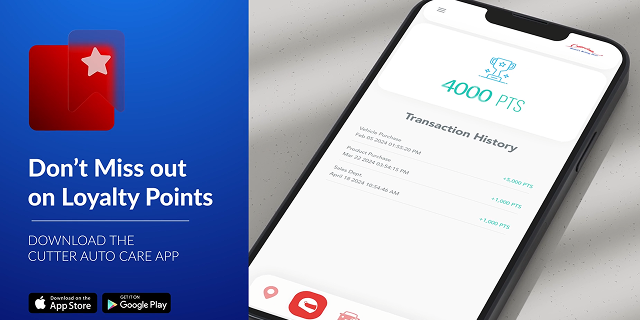 Don't Miss out
on Loyalty Points
DOWNLOAD THE
CUTTER AUTO CARE APP
Download on the
App Store
GET IT ON
Google Play
4000 PTS
Transaction History
Vehicle Purchase
Feb 05 2024 01:55:20 PM
+5,000 PTS
Product Purchase
Mar 22 2024 03:54:15 PM
+1,000 PTS
Sales Dept.
April 18 2024 10:54:46 AM
+1,000 PTS